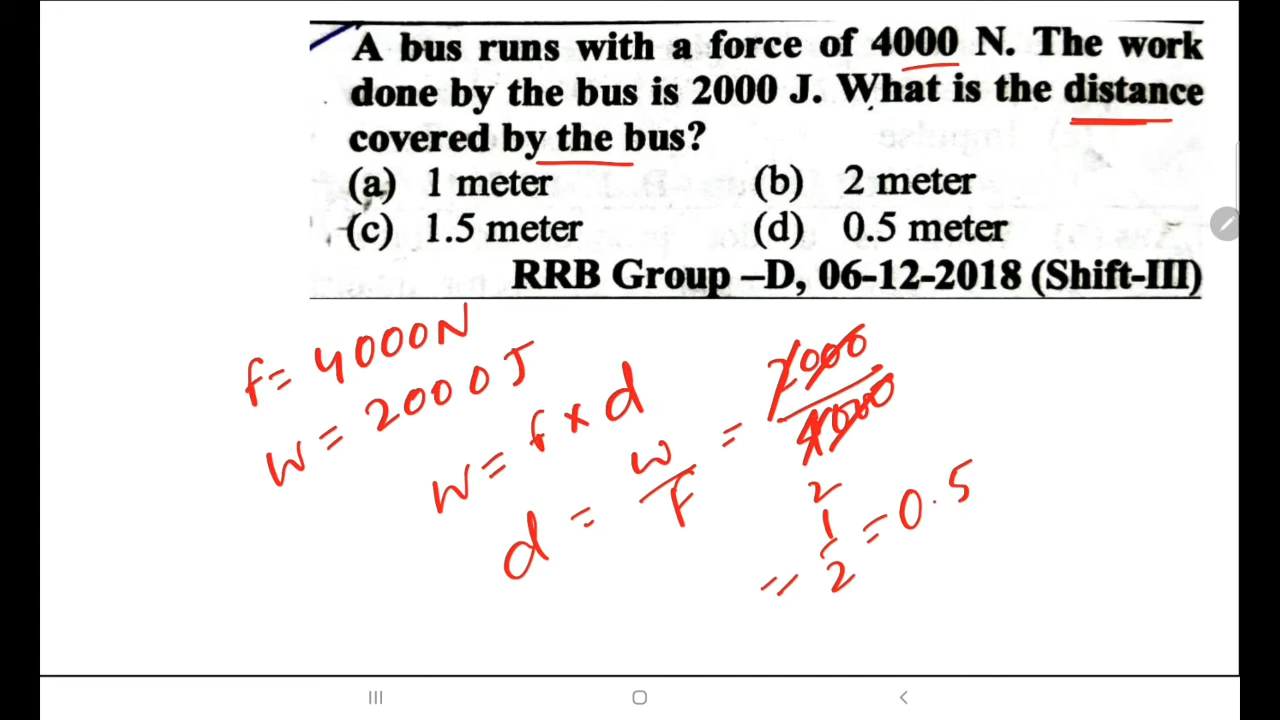 A bus runs with a force of 4000 N. The work
done by the bus is 2000 J. What is the distance
covered by the bus?
(a) 1 meter (b) 2 meter
(c) 1.5 meter (d) 0.5 meter
RRB Group –D, 06-12-2018 (Shift-III)
f= 4000N
W = 2000J
W = f × d
d = W/F = 2000/4000
2
= 1/2 = 0.5